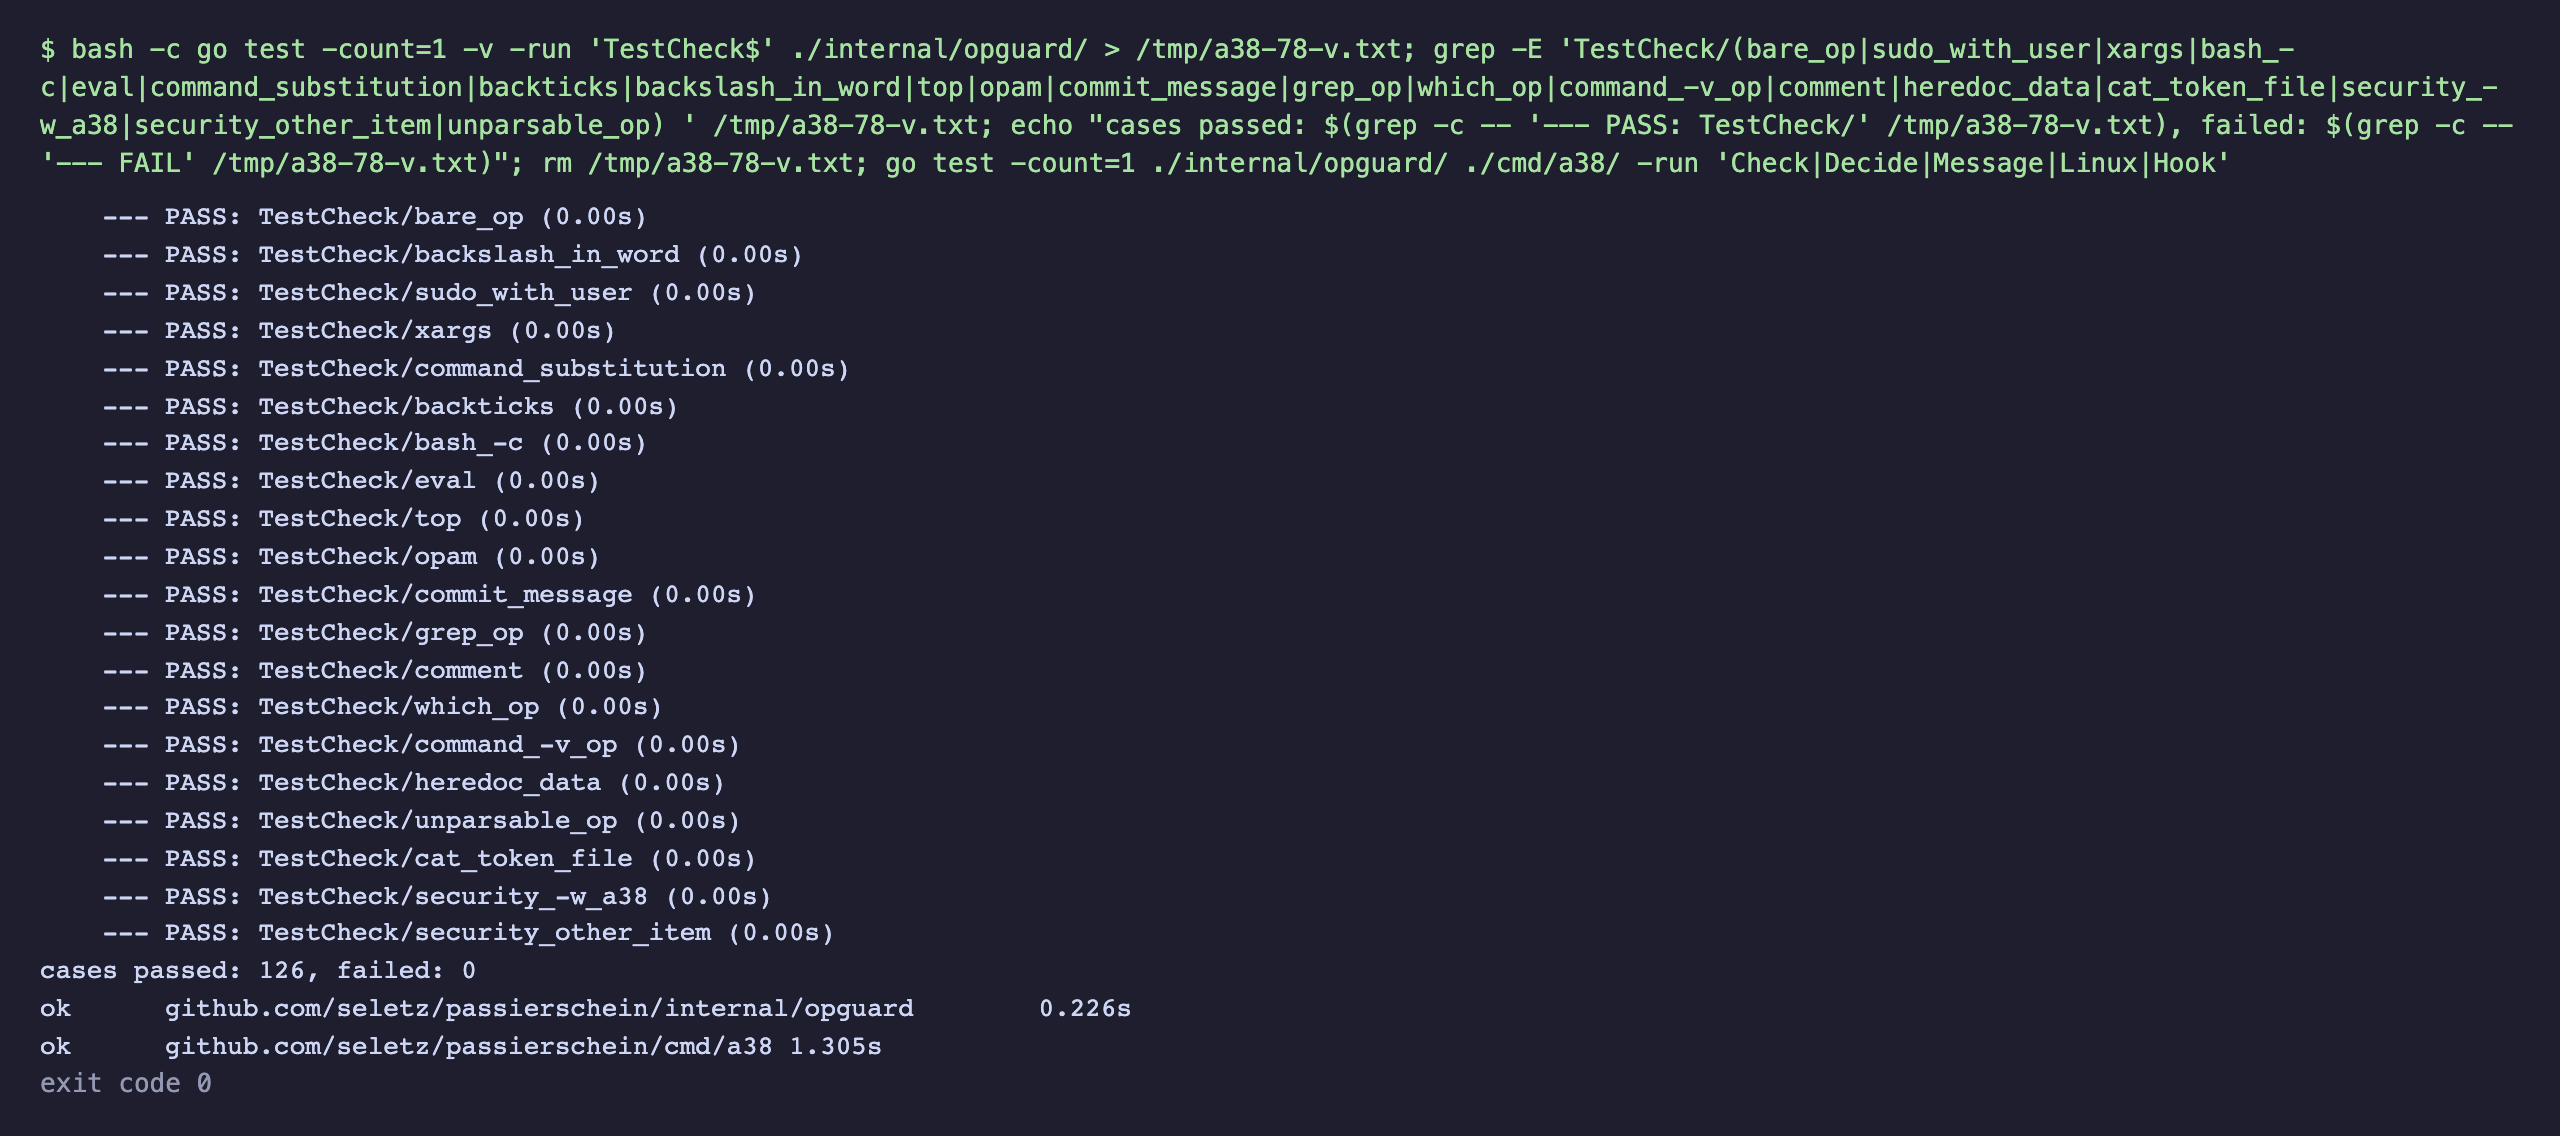 $ bash -c go test -count=1 -v -run 'TestCheck$' ./internal/opguard/ > /tmp/a38-78-v.txt; grep -E 'TestCheck/(bare_op|sudo_with_user|xargs|bash_-
c|eval|command_substitution|backticks|backslash_in_word|top|opam|commit_message|grep_op|which_op|command_-v_op|comment|heredoc_data|cat_token_file|security_-
w_a38|security_other_item|unparsable_op) ' /tmp/a38-78-v.txt; echo "cases passed: $(grep -c -- '--- PASS: TestCheck/' /tmp/a38-78-v.txt), failed: $(grep -c --
'--- FAIL' /tmp/a38-78-v.txt)"; rm /tmp/a38-78-v.txt; go test -count=1 ./internal/opguard/ ./cmd/a38/ -run 'Check|Decide|Message|Linux|Hook'
    --- PASS: TestCheck/bare_op (0.00s)
    --- PASS: TestCheck/backslash_in_word (0.00s)
    --- PASS: TestCheck/sudo_with_user (0.00s)
    --- PASS: TestCheck/xargs (0.00s)
    --- PASS: TestCheck/command_substitution (0.00s)
    --- PASS: TestCheck/backticks (0.00s)
    --- PASS: TestCheck/bash_-c (0.00s)
    --- PASS: TestCheck/eval (0.00s)
    --- PASS: TestCheck/top (0.00s)
    --- PASS: TestCheck/opam (0.00s)
    --- PASS: TestCheck/commit_message (0.00s)
    --- PASS: TestCheck/grep_op (0.00s)
    --- PASS: TestCheck/comment (0.00s)
    --- PASS: TestCheck/which_op (0.00s)
    --- PASS: TestCheck/command_-v_op (0.00s)
    --- PASS: TestCheck/heredoc_data (0.00s)
    --- PASS: TestCheck/unparsable_op (0.00s)
    --- PASS: TestCheck/cat_token_file (0.00s)
    --- PASS: TestCheck/security_-w_a38 (0.00s)
    --- PASS: TestCheck/security_other_item (0.00s)
cases passed: 126, failed: 0
ok      github.com/seletz/passierschein/internal/opguard        0.226s
ok      github.com/seletz/passierschein/cmd/a38 1.305s
exit code 0